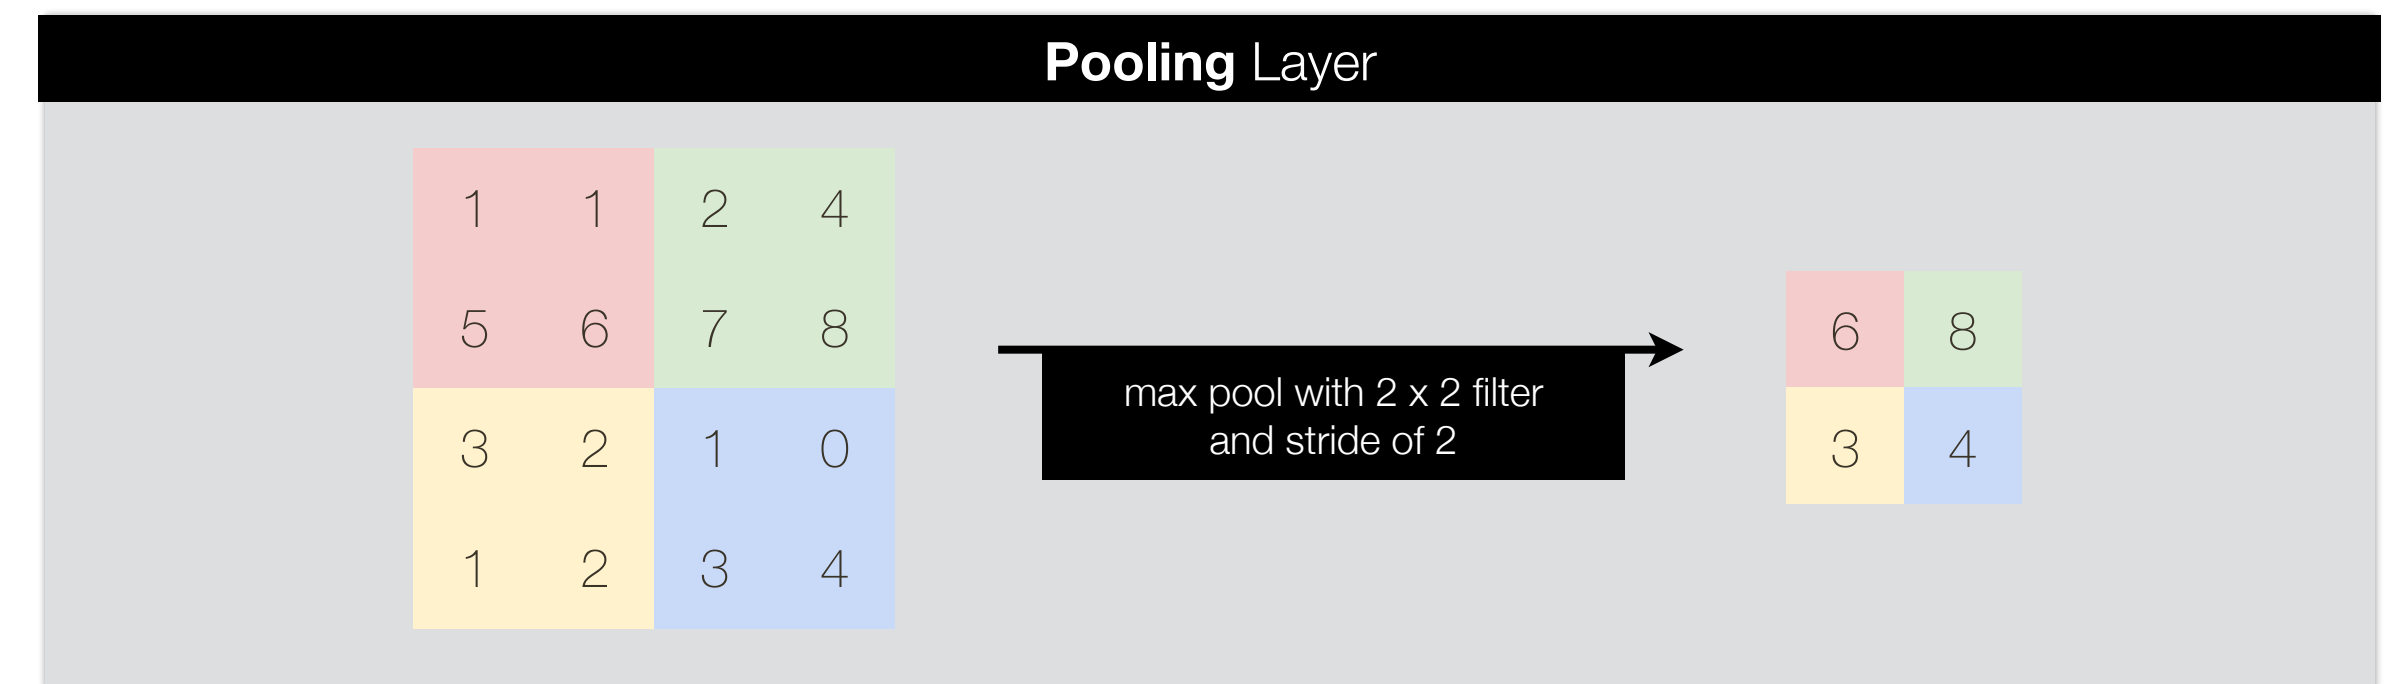 Pooling Layer
1 1 2 4
5 6 7 8
3 2 1 0
1 2 3 4
max pool with 2 x 2 filter
and stride of 2
6 8
3 4